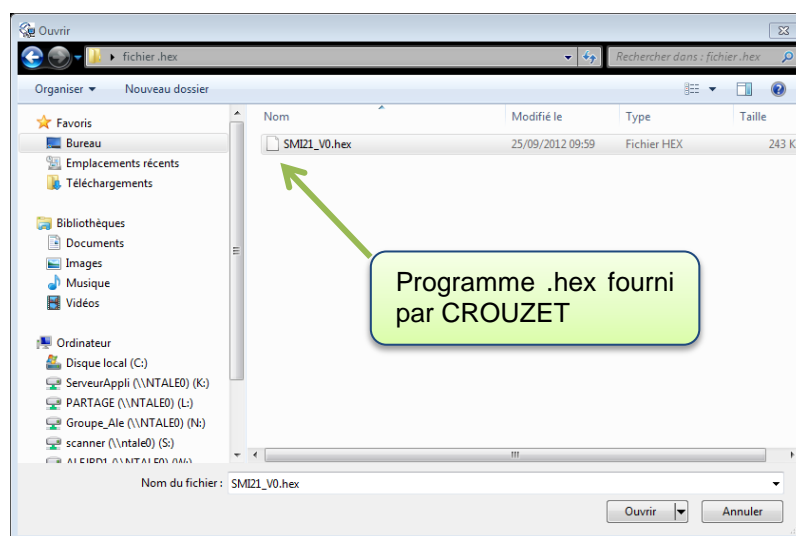 Ouvrir
fichier .hex
Rechercher dans : fichier .hex
Organiser
Nouveau dossier
Nom
Modifié le
Type
Taille
Favoris
Bureau
Emplacements récents
Téléchargements
Bibliothèques
Documents
Images
Musique
Vidéos
Ordinateur
Disque local (C:)
ServeurAppli (\\NTALE0) (K:)
PARTAGE (\\NTALE0) (L:)
Groupe_Ale (\\NTALE0) (N:)
scanner (\\ntale0) (S:)
SMI21_V0.hex
25/09/2012 09:59
Fichier HEX
243 K
Programme .hex fourni
par CROUZET
Nom du fichier :
SMI21_V0.hex
Ouvrir
Annuler